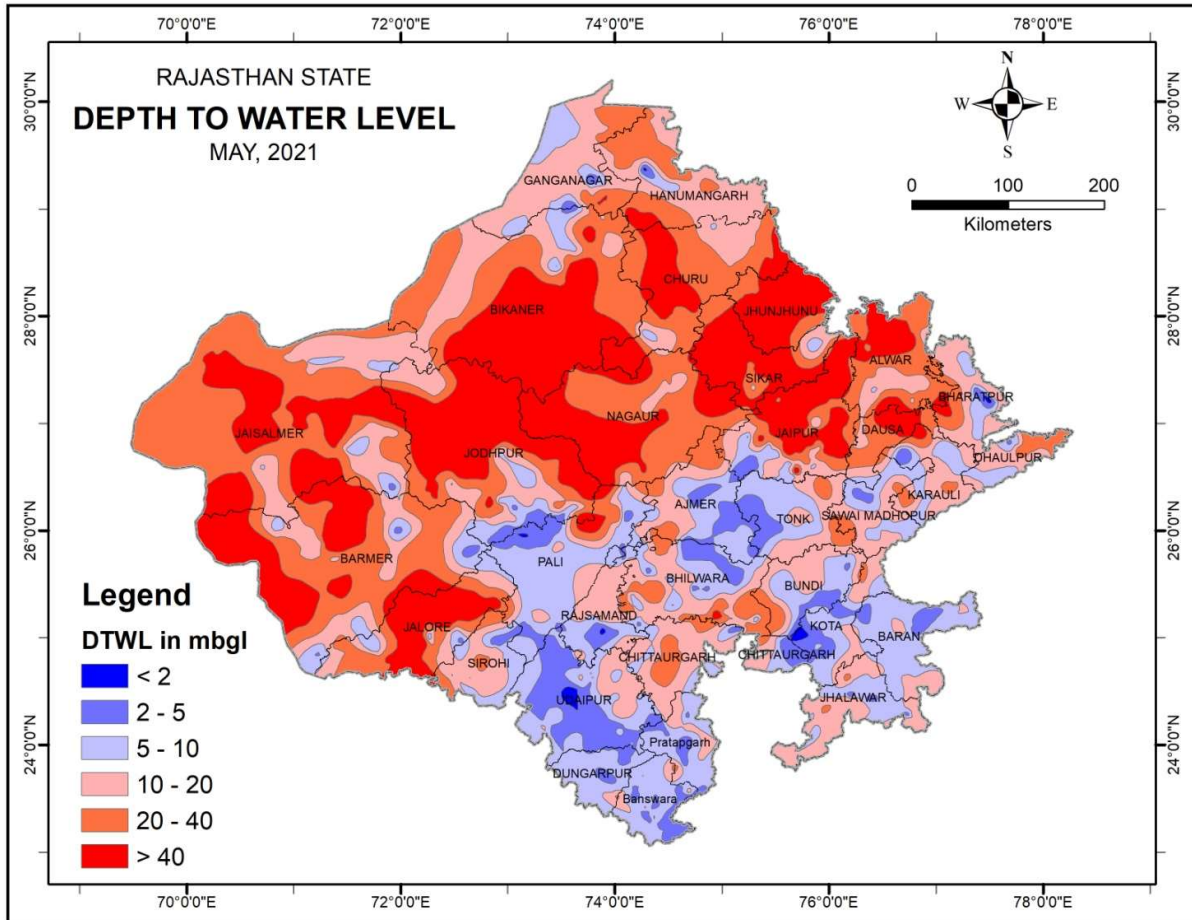 70°0'0"E
72°0'0"E
74°0'0"E
76°0'0"E
78°0'0"E
RAJASTHAN STATE
DEPTH TO WATER LEVEL
MAY, 2021
N
W
E
S
0
100
200
Kilometers
30°0'0"N
30°0'0"N
28°0'0"N
28°0'0"N
26°0'0"N
26°0'0"N
24°0'0"N
24°0'0"N
GANGANAGAR
HANUMANGARH
CHURU
BIKANER
JHUNJHUNU
ALWAR
SIKAR
BHARATPUR
NAGAUR
JAISALMER
JAIPUR
DAUSA
JODHPUR
DHAULPUR
KARAULI
AJMER
TONK
SAWAI MADHOPUR
BARMER
PALI
BHILWARA
BUNDI
RAJSAMAND
JALORE
KOTA
BARAN
SIROHI
CHITTAURGARH
CHITTAURGARH
UDAIPUR
JHALAWAR
Pratapgarh
DUNGARPUR
Banswara
Legend
DTWL in mbgl
< 2
2 - 5
5 - 10
10 - 20
20 - 40
> 40
70°0'0"E
72°0'0"E
74°0'0"E
76°0'0"E
78°0'0"E